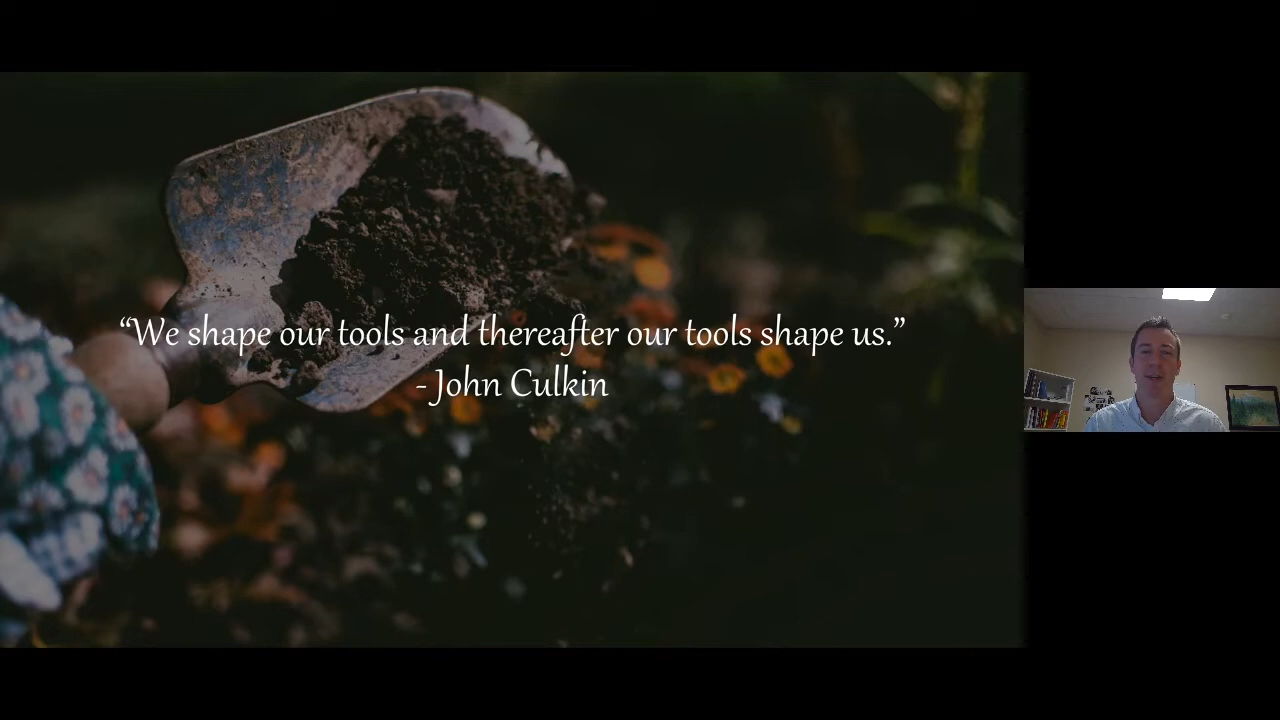 “We shape our tools and thereafter our tools shape us.”
- John Culkin